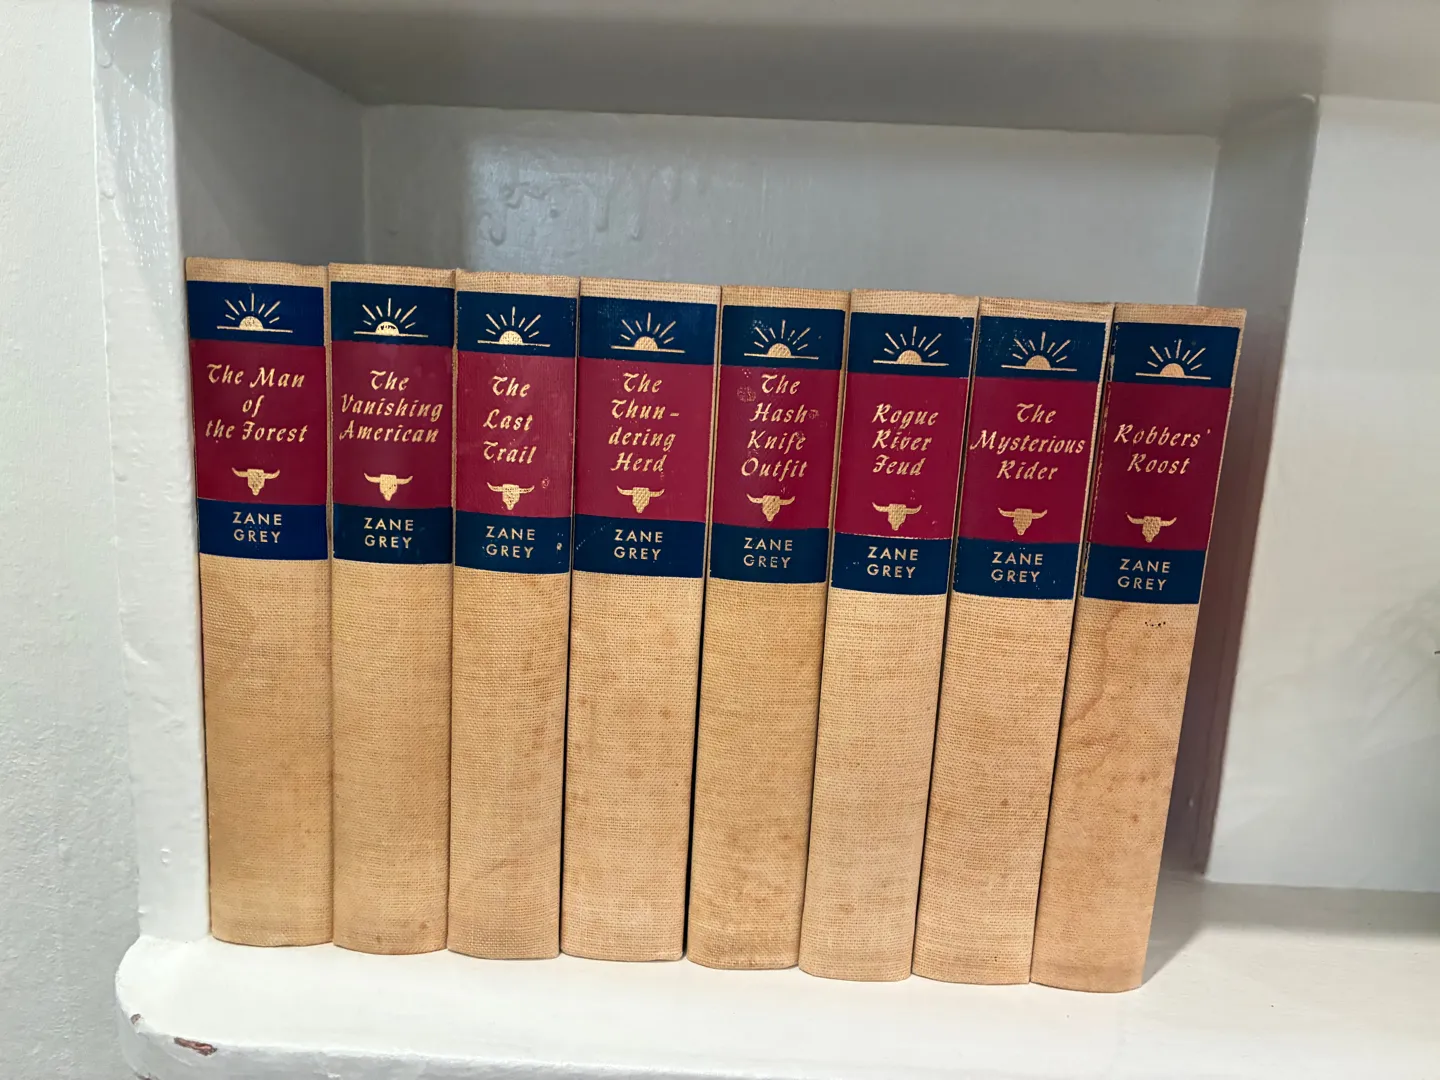 The Man
of
the Forest
ZANE
GREY
The
Vanishing
American
ZANE
GREY
The
Last
Trail
ZANE
GREY
The
Thun-
dering
Herd
ZANE
GREY
The
Hash
Knife
Outfit
ZANE
GREY
Rogue
River
Feud
ZANE
GREY
The
Mysterious
Rider
ZANE
GREY
Robbers'
Roost
ZANE
GREY